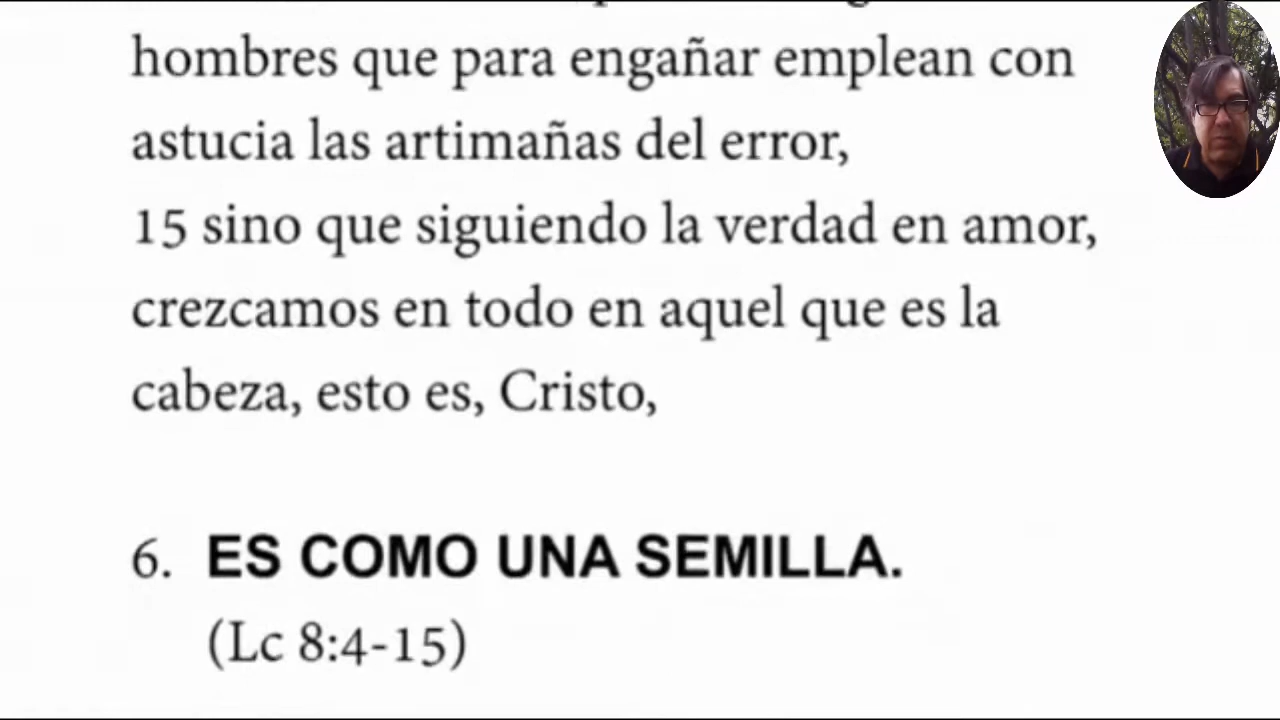 hombres que para engañar emplean con
astucia las artimañas del error,
15 sino que siguiendo la verdad en amor,
crezcamos en todo en aquel que es la
cabeza, esto es, Cristo,
6. ES COMO UNA SEMILLA.
(Lc 8:4-15)